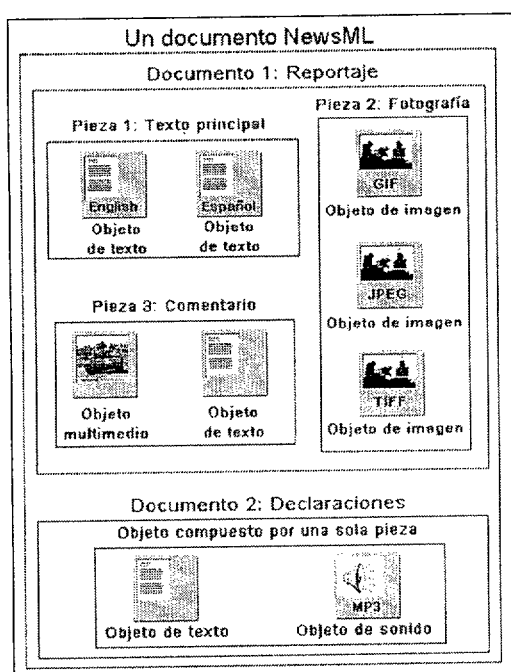 Un documento NewsML
Documento 1: Reportaje
Pieza 1: Texto principal
English
Español
Objeto
de texto
Objeto
de texto
Pieza 2: Fotografía
GIF
Objeto de imagen
JPEG
Objeto de imagen
TIFF
Objeto de imagen
Pieza 3: Comentario
Objeto
multimedio
Objeto
de texto
Documento 2: Declaraciones
Objeto compuesto por una sola pieza
Objeto de texto
MP3
Objeto de sonido